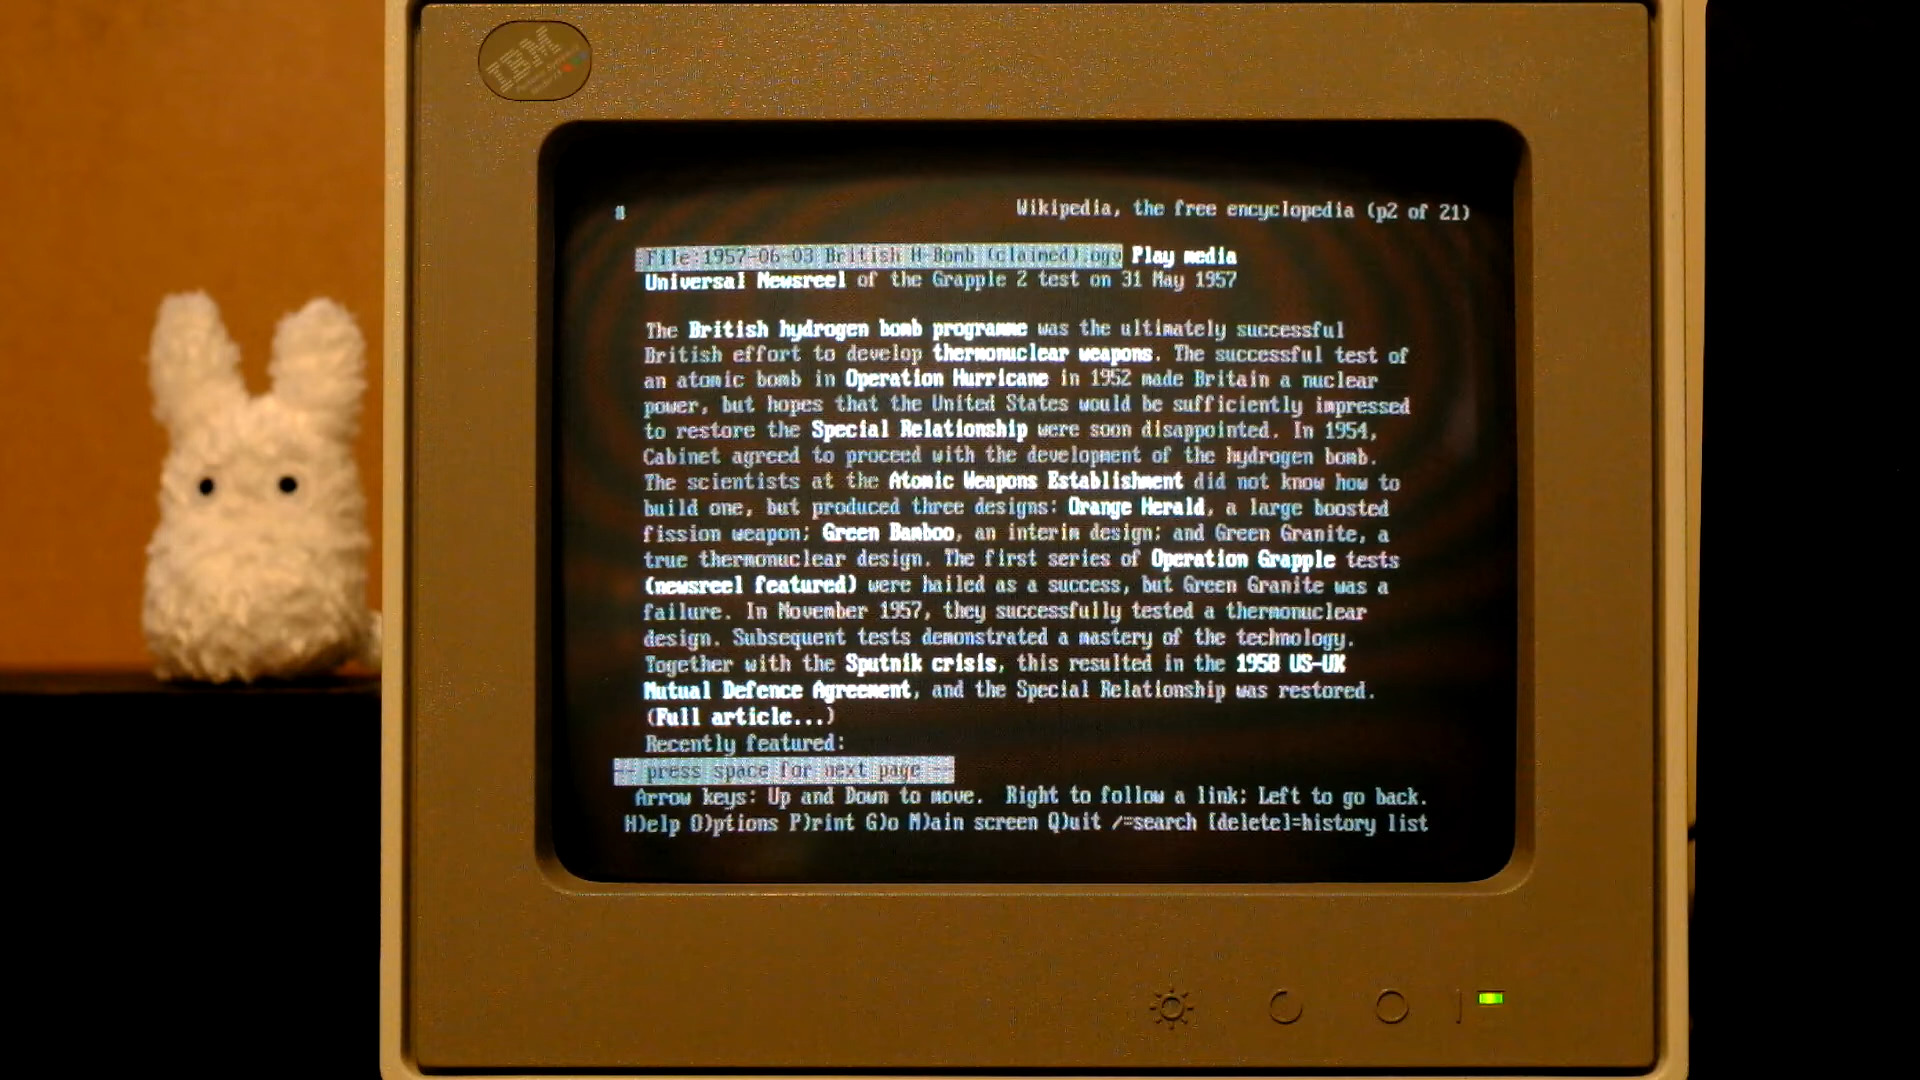 IBM
# Wikipedia, the free encyclopedia (p2 of 21)
File:1957-06-03 British H-Bomb (claimed).ogv Play media
Universal Newsreel of the Grapple 2 test on 31 May 1957
The British hydrogen bomb programme was the ultimately successful
British effort to develop thermonuclear weapons. The successful test of
an atomic bomb in Operation Hurricane in 1952 made Britain a nuclear
power, but hopes that the United States would be sufficiently impressed
to restore the Special Relationship were soon disappointed. In 1954,
Cabinet agreed to proceed with the development of the hydrogen bomb.
The scientists at the Atomic Weapons Establishment did not know how to
build one, but produced three designs: Orange Herald, a large boosted
fission weapon; Green Bamboo, an interim design; and Green Granite, a
true thermonuclear design. The first series of Operation Grapple tests
(newsreel featured) were hailed as a success, but Green Granite was a
failure. In November 1957, they successfully tested a thermonuclear
design. Subsequent tests demonstrated a mastery of the technology.
Together with the Sputnik crisis, this resulted in the 1958 US–UK
Mutual Defence Agreement, and the Special Relationship was restored.
(Full article...)
Recently featured:
-- press space for next page --
Arrow keys: Up and Down to move. Right to follow a link; Left to go back.
H)elp O)ptions P)rint G)o M)ain screen Q)uit /=search [delete]=history list